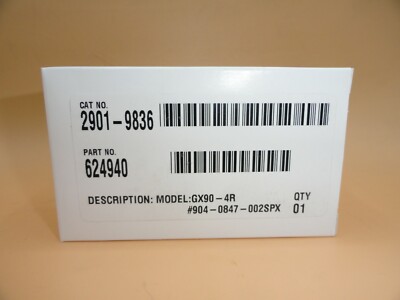 CAT NO.
2901-9836
PART NO.
624940
DESCRIPTION: MODEL:GX90-4R QTY
#904-0847-002SPX 01